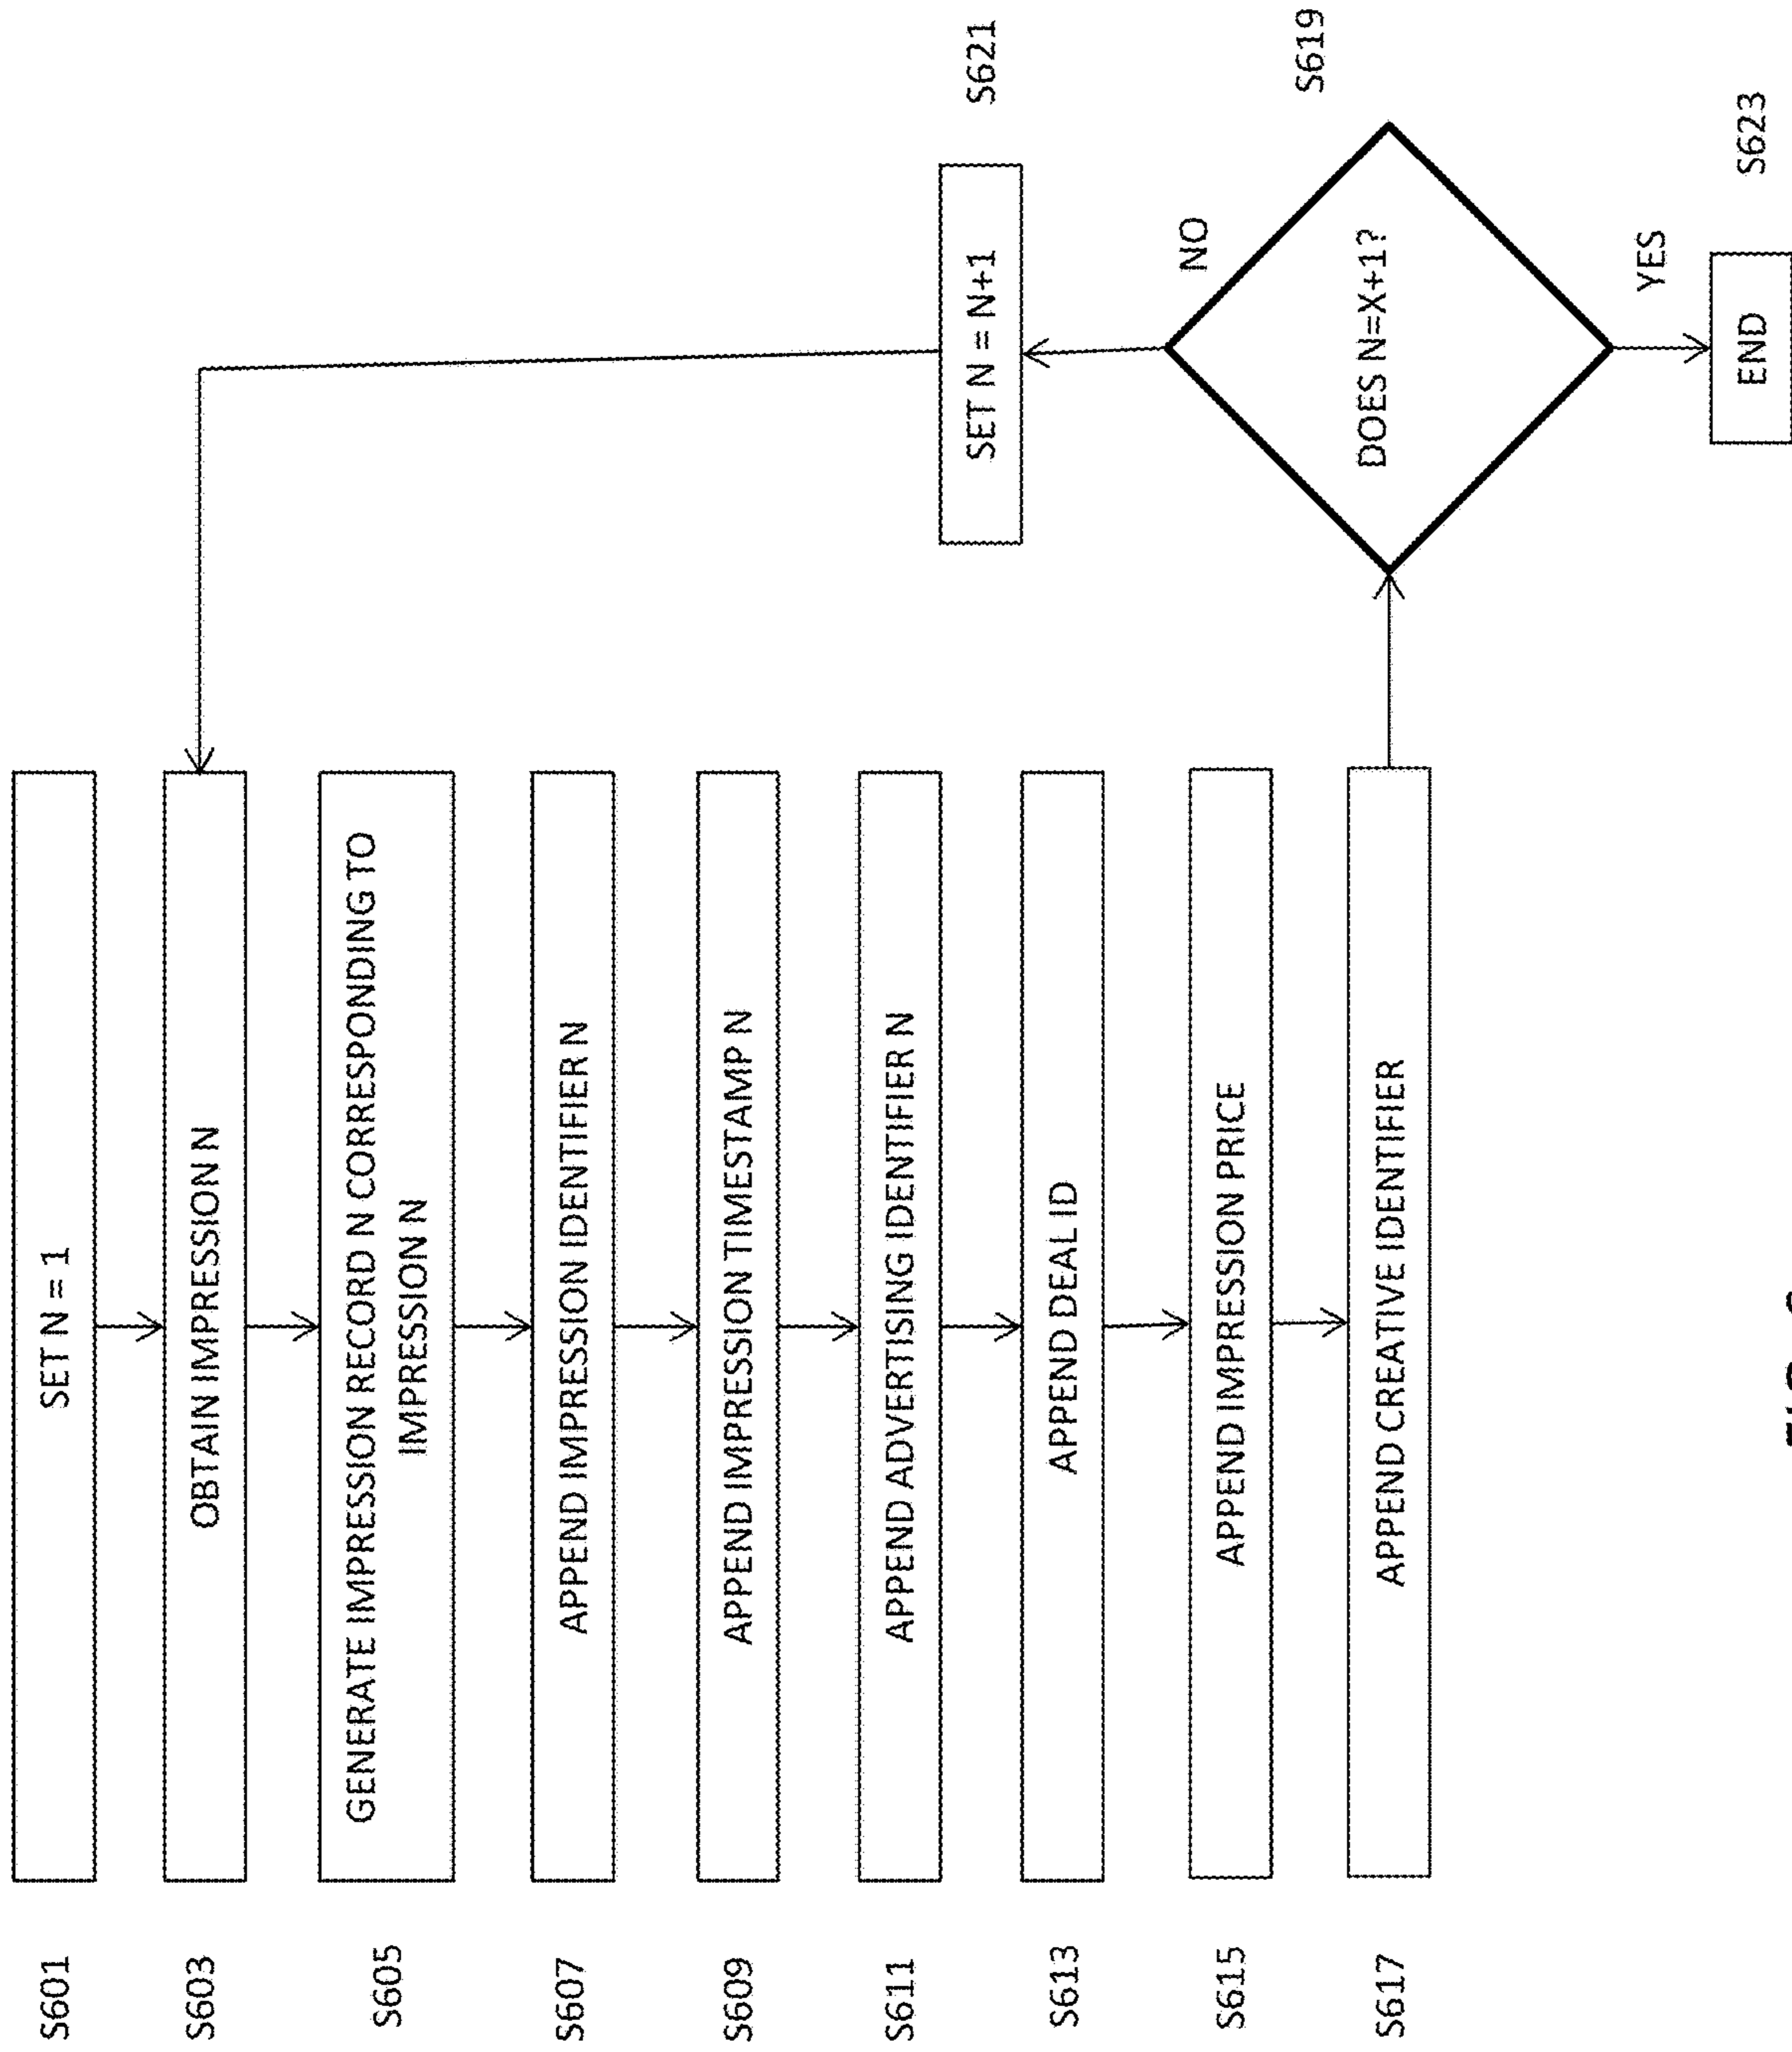 S601
SET N = 1
S603
OBTAIN IMPRESSION N
S605
GENERATE IMPRESSION RECORD N CORRESPONDING TO
IMPRESSION N
S607
APPEND IMPRESSION IDENTIFIER N
S609
APPEND IMPRESSION TIMESTAMP N
S611
APPEND ADVERTISING IDENTIFIER N
S613
APPEND DEAL ID
S615
APPEND IMPRESSION PRICE
S617
APPEND CREATIVE IDENTIFIER
SET N = N+1
S621
NO
S619
DOES N=X+1?
YES
END
S623